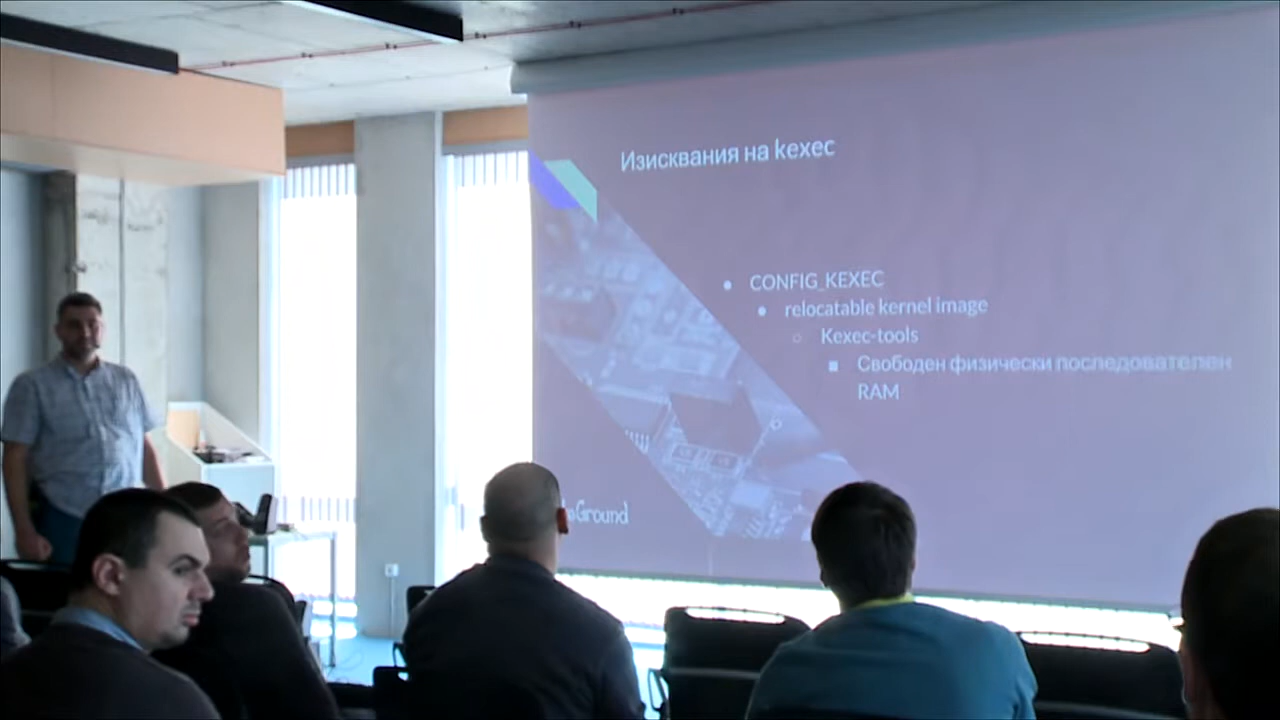 Изисквания на kexec
CONFIG_KEXEC
relocatable kernel image
Kexec-tools
Свободен физически последователен
RAM